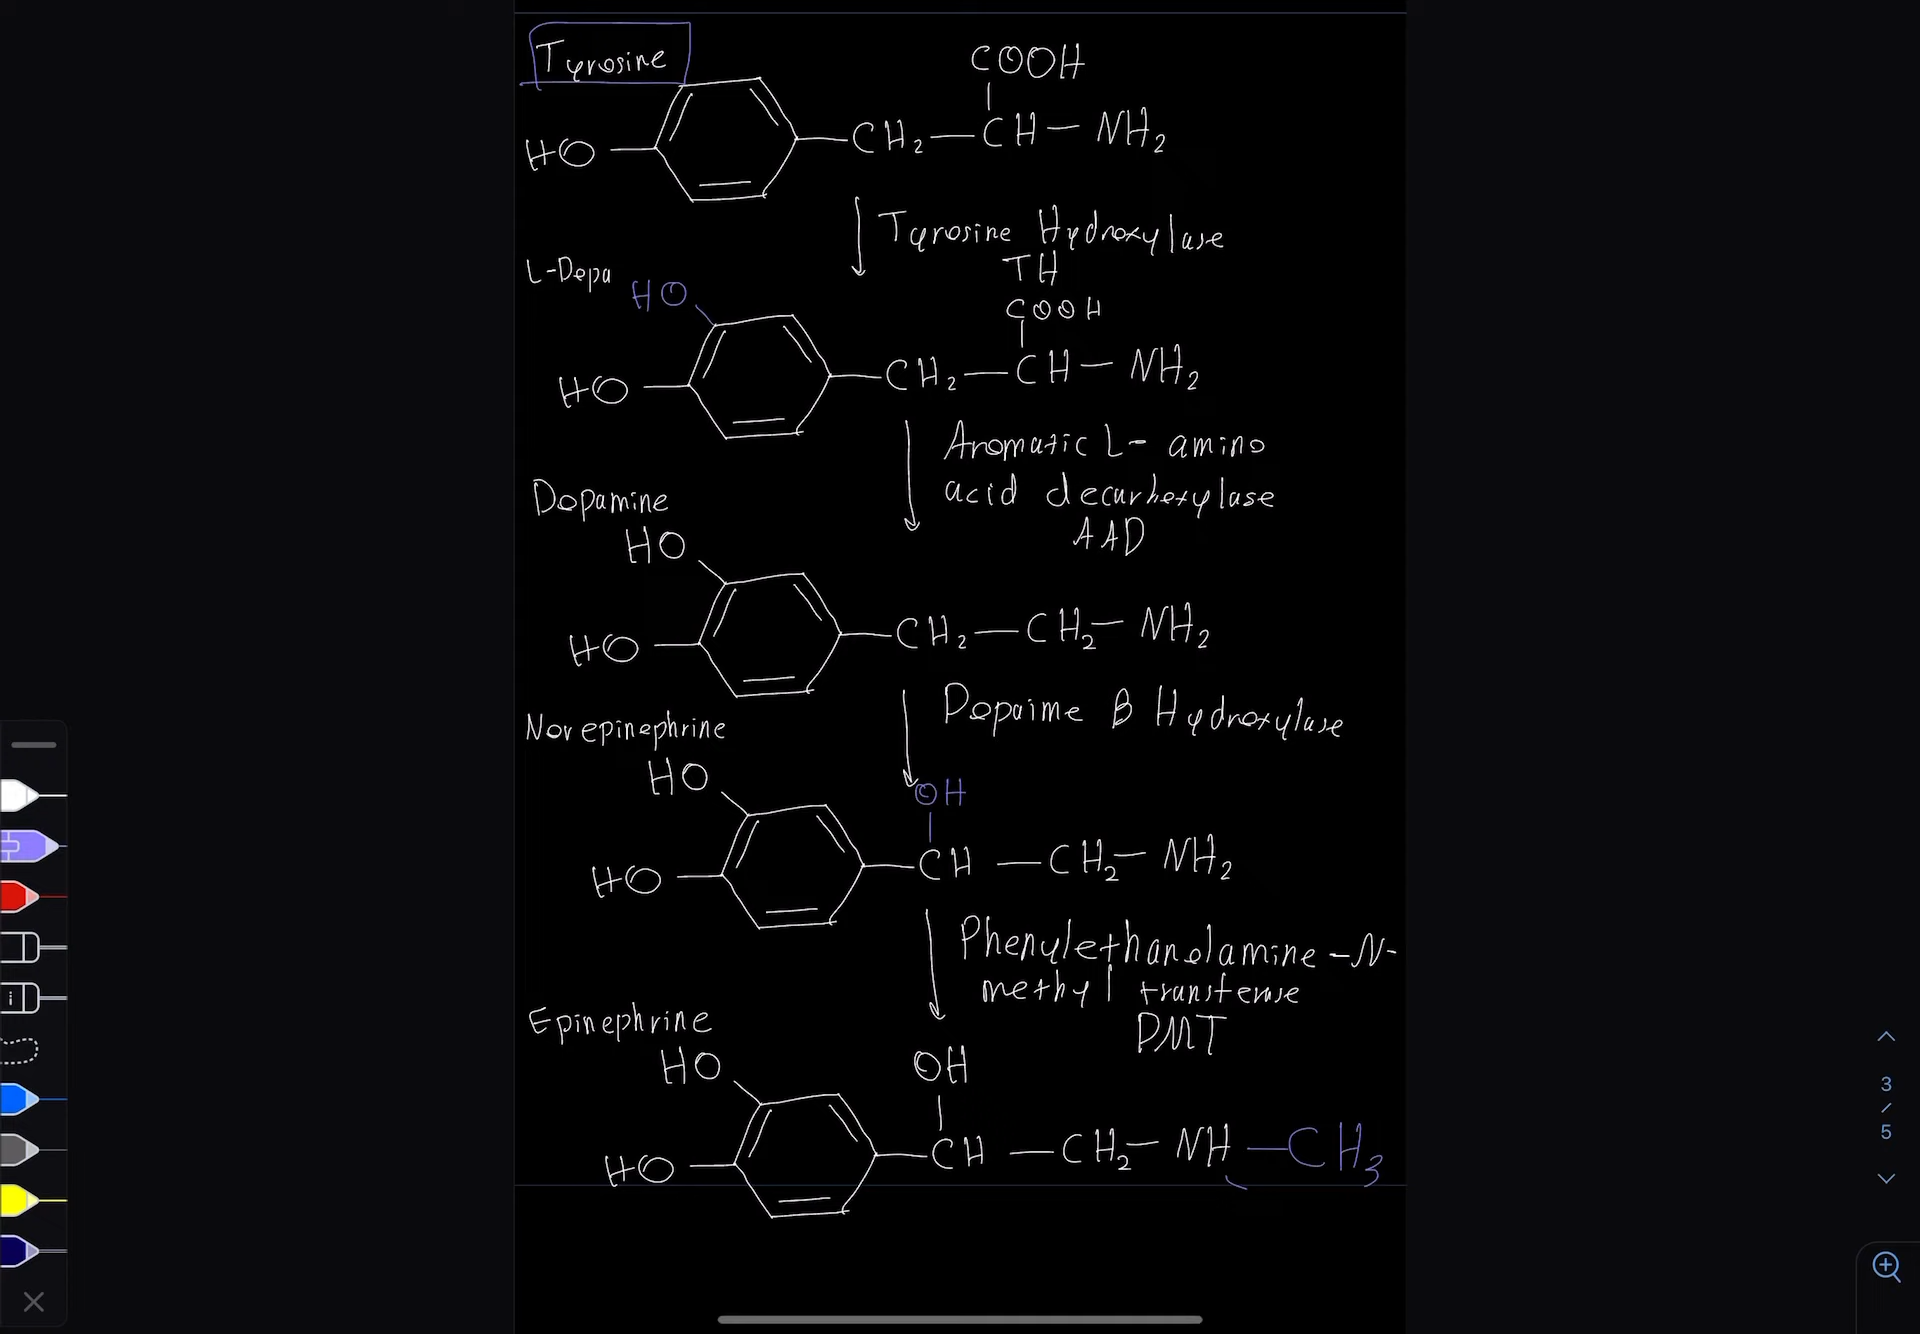 Tyrosine
COOH
HO
CH2
CH
NH2
Tyrosine Hydroxylase
TH
L-Dopa
HO
COOH
HO
CH2
CH
NH2
Aromatic L- amino
acid decarboxylase
AAD
Dopamine
HO
HO
CH2
CH2
NH2
Dopaime β Hydroxylase
Norepinephrine
HO
OH
HO
CH
CH2
NH2
Phenylethanolamine -N-
methyl transferase
PMT
Epinephrine
HO
OH
HO
CH
CH2
NH
CH3
3
/
5